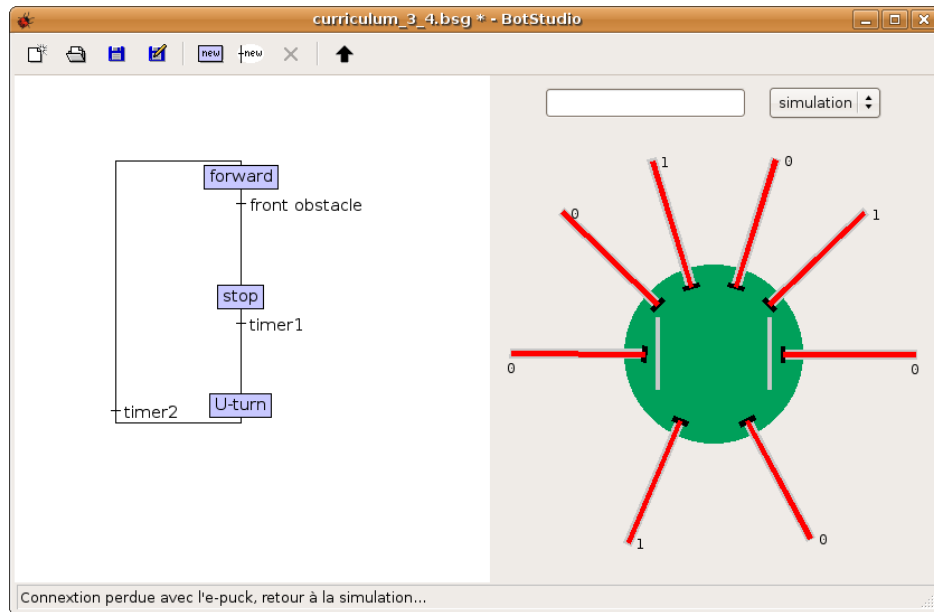 curriculum_3_4.bsg * - BotStudio
new new
simulation
forward
front obstacle
stop
timer1
U-turn
timer2
1 0
0 1
0 0
1 0
Connextion perdue avec l'e-puck, retour à la simulation...